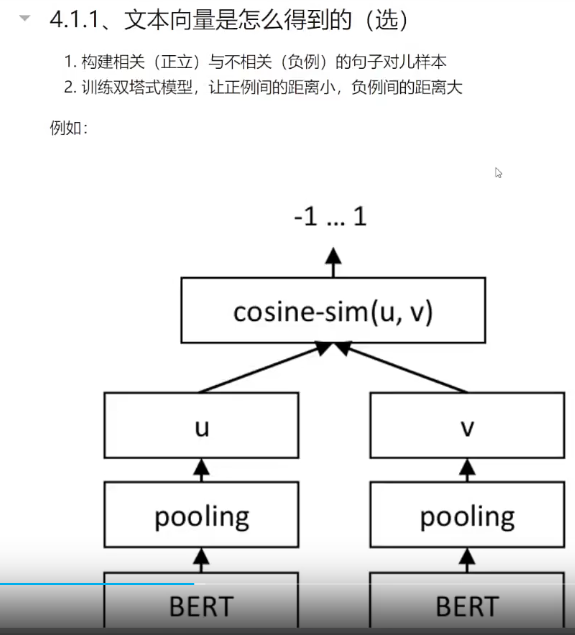 4.1.1、文本向量是怎么得到的（选）
1. 构建相关（正立）与不相关（负例）的句子对儿样本
2. 训练双塔式模型，让正例间的距离小，负例间的距离大
例如：
-1 ... 1
cosine-sim(u, v)
u v
pooling pooling
BERT BERT